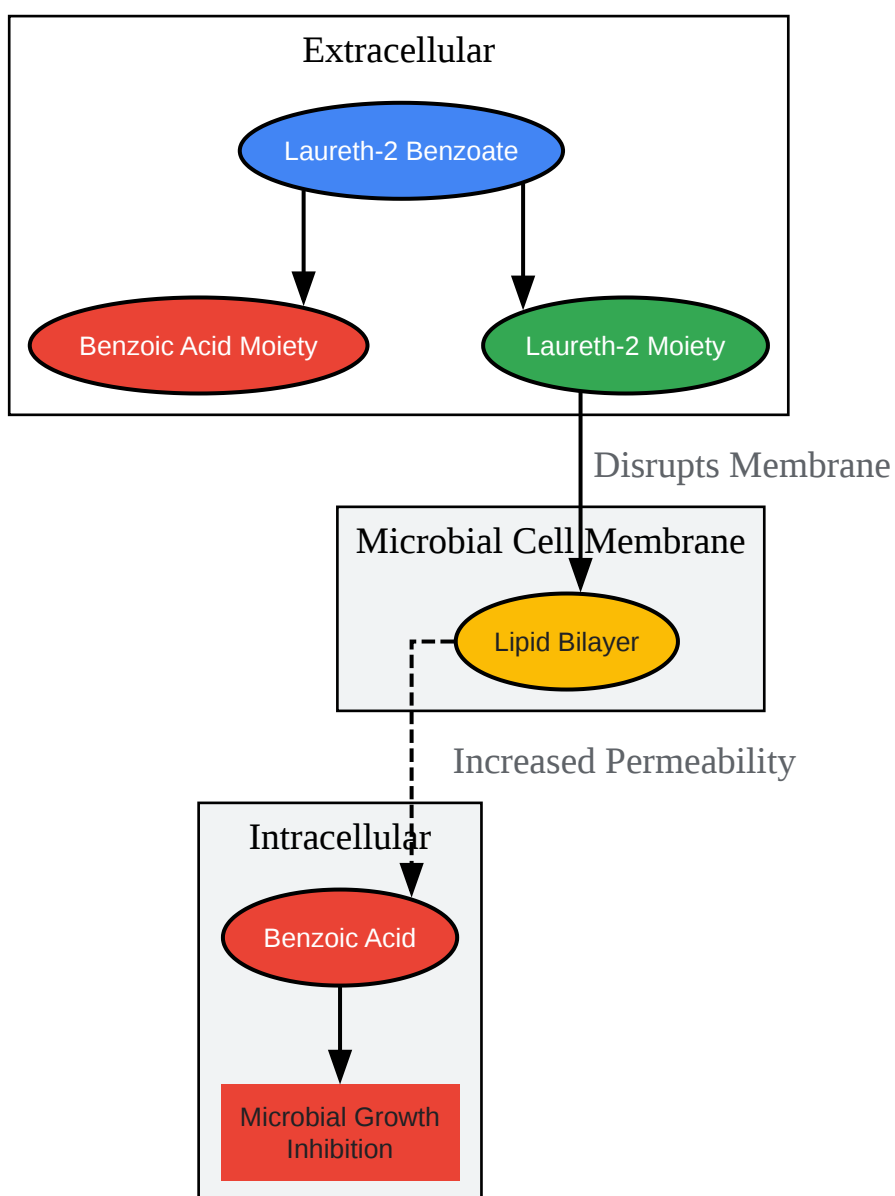 Extracellular
Laureth-2 Benzoate
Benzoic Acid Moiety
Laureth-2 Moiety
Disrupts Membrane
Microbial Cell Membrane
Lipid Bilayer
Increased Permeability
Intracellular
Benzoic Acid
Microbial Growth
Inhibition